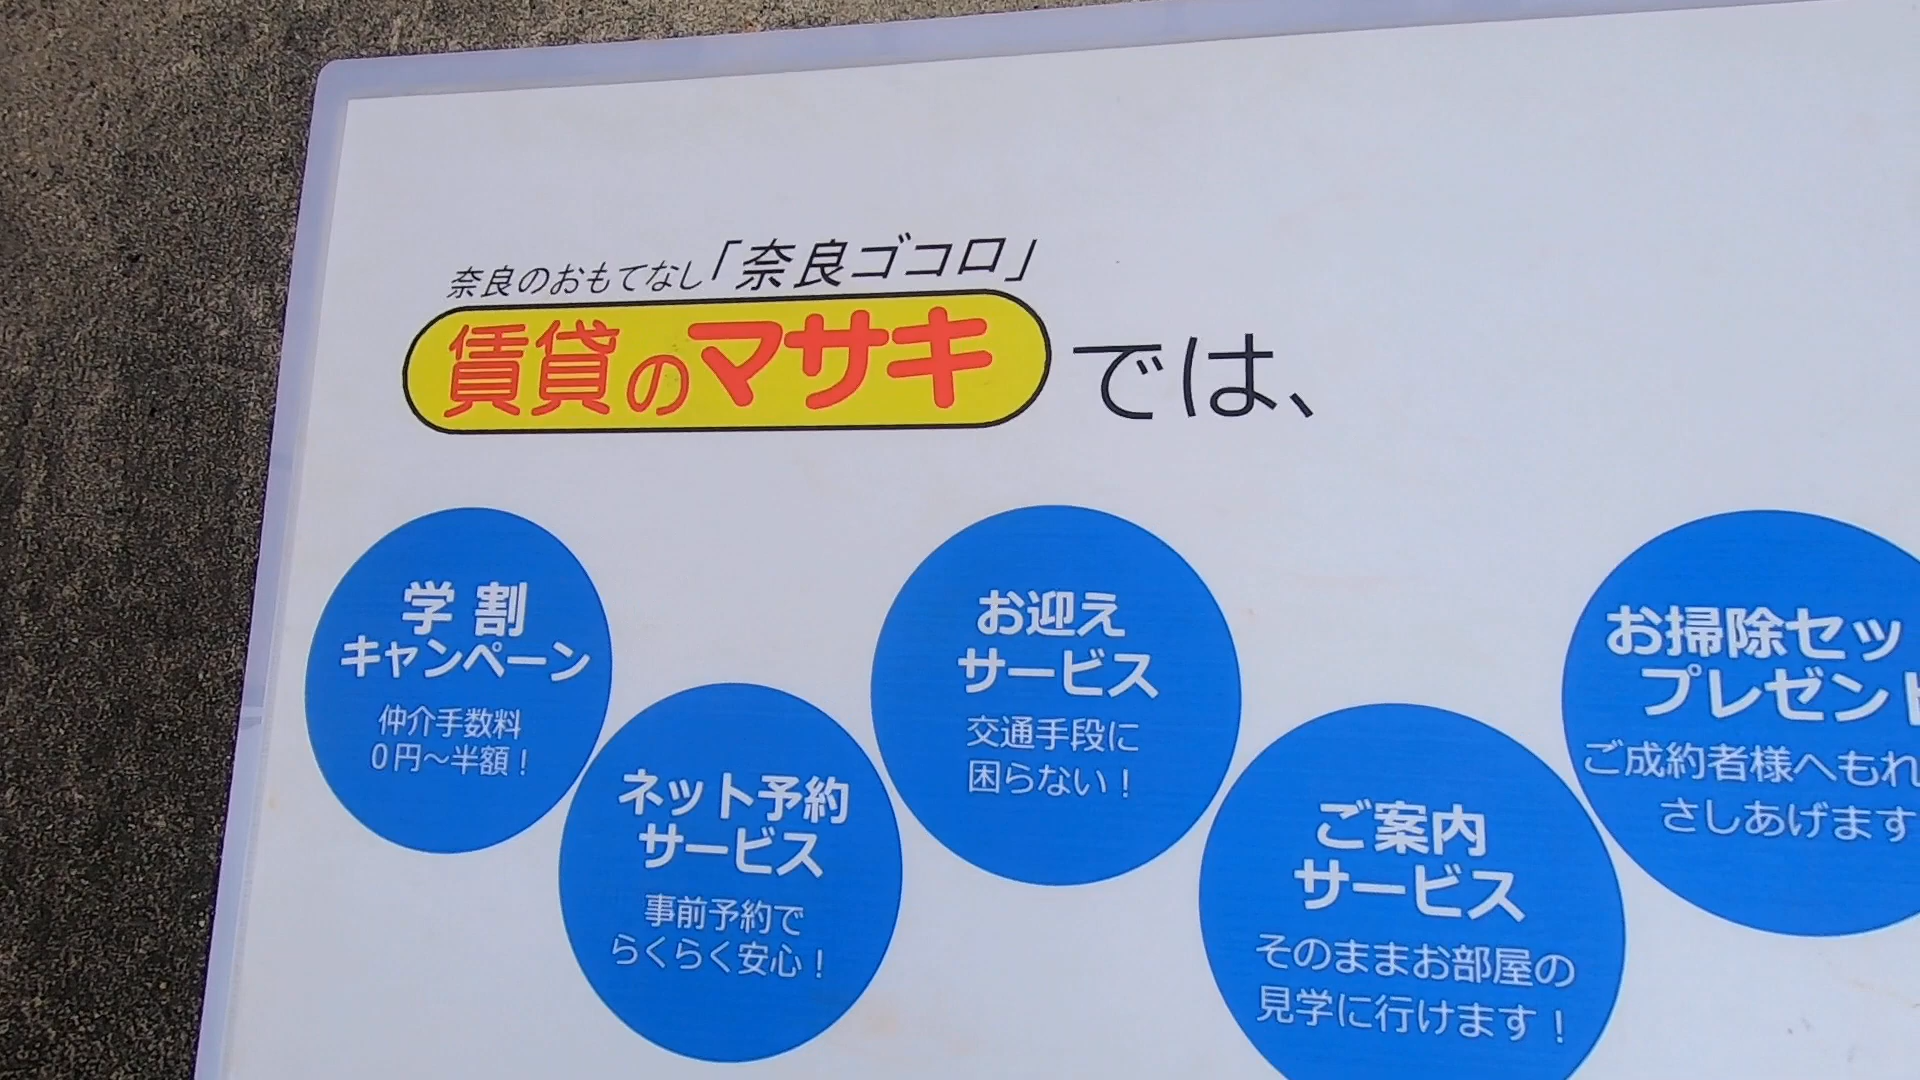 奈良のおもてなし「奈良ゴコロ」
賃貸のマサキでは、
学割
キャンペーン
仲介手数料
0円～半額！
ネット予約
サービス
事前予約で
らくらく安心！
お迎え
サービス
交通手段に
困らない！
ご案内
サービス
そのままお部屋の
見学に行けます！
お掃除セッ
プレゼント
ご成約者様へもれ
さしあげます